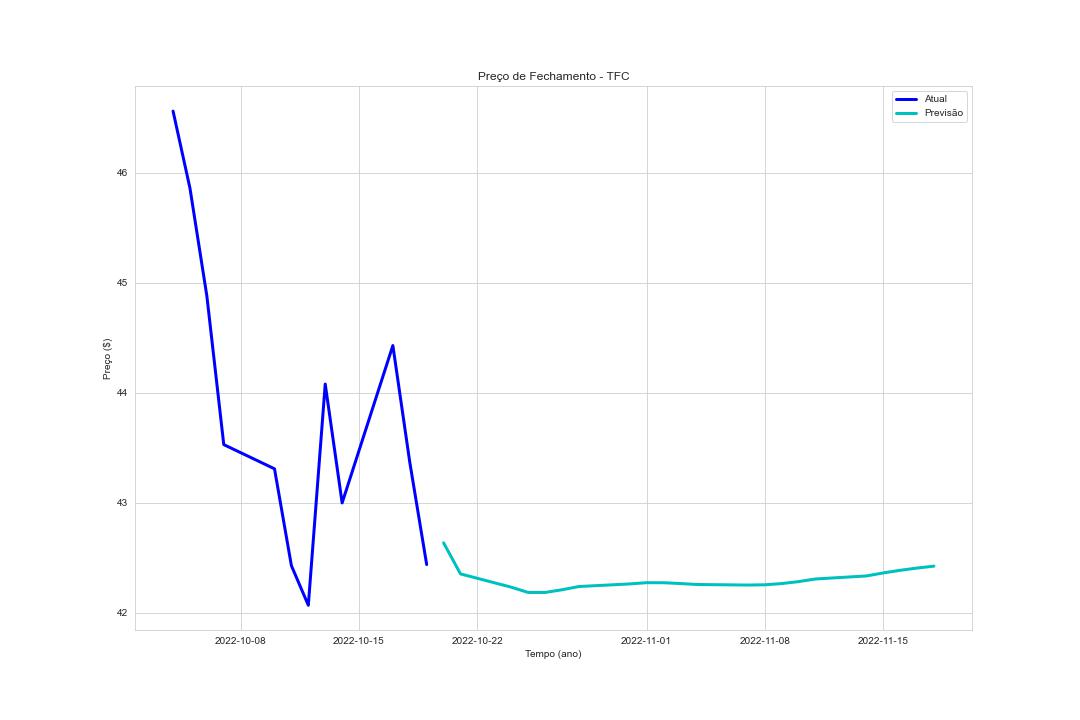 Preço de Fechamento - TFC
Atual
Previsão
46
45
44
43
42
Preço ($)
2022-10-08
2022-10-15
2022-10-22
2022-11-01
2022-11-08
2022-11-15
Tempo (ano)